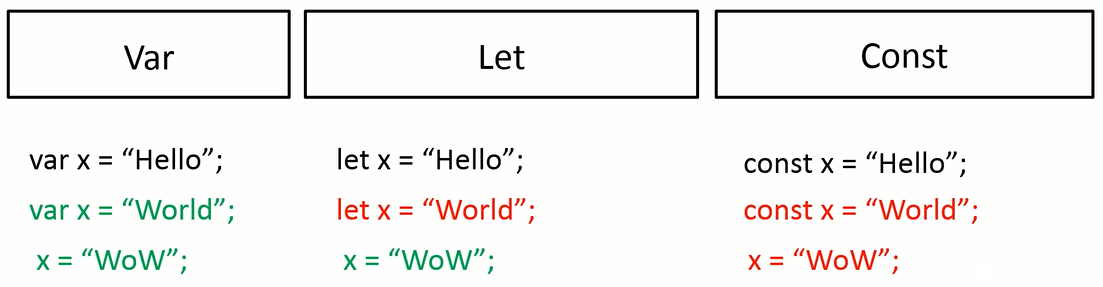 Var
Let
Const
var x = “Hello”;
let x = “Hello”;
const x = “Hello”;
var x = “World”;
let x = “World”;
const x = “World”;
x = “WoW”;
x = “WoW”;
x = “WoW”;